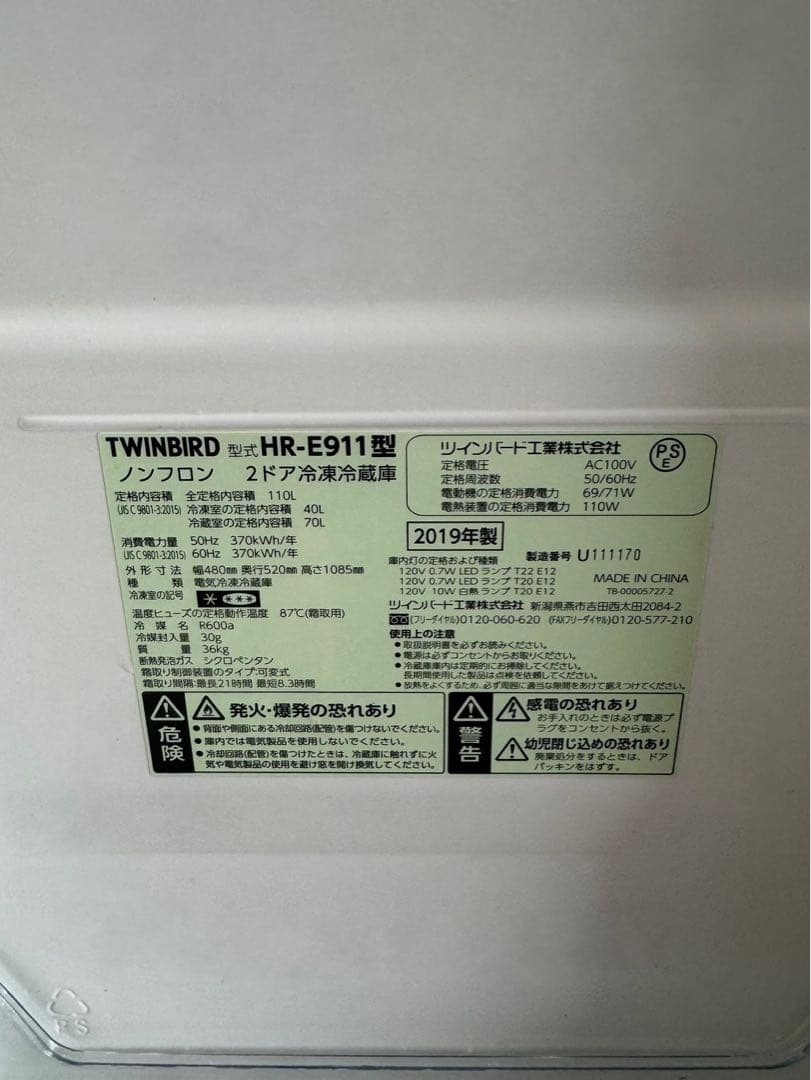 TWINBIRD 型式 HR-E911型
ノンフロン 2ドア冷凍冷蔵庫
定格内容積 全定格内容積 110L
(JIS C 9801-3:2015) 冷凍室の定格内容積 40L
冷蔵室の定格内容積 70L
消費電力量 50Hz 370kWh/年
(JIS C 9801-3:2015) 60Hz 370kWh/年
外形寸法 幅480mm 奥行520mm 高さ1085mm
種類 電気冷凍冷蔵庫
冷凍室の記号
温度ヒューズの定格動作温度 87℃(霜取用)
冷媒名 R600a
冷媒封入量 30g
質量 36kg
断熱発泡ガス シクロペンタン
霜取り制御装置のタイプ:可変式
霜取り間隔:最長21時間 最短8.3時間
ツインバード工業株式会社
定格電圧 AC100V
定格周波数 50/60Hz
電動機の定格消費電力 69/71W
電熱装置の定格消費電力 110W
PS
E
2019年製
製造番号 U111170
庫内灯の定格および種類
120V 0.7W LED ランプ T22 E12
120V 0.7W LED ランプ T20 E12
120V 10W 白熱 ランプ T20 E12
MADE IN CHINA
TB-00005727-2
ツインバード工業株式会社 新潟県燕市吉田西太田2084-2
(フリーダイヤル)0120-060-620 (FAXフリーダイヤル)0120-577-210
使用上の注意
●取扱説明書を必ずお読みください。
●電源は必ずコンセントからお取りください。
●冷蔵庫庫内は定期的にお掃除してください。
長期間使用した製品は点検を依頼してください。
●放熱をよくするため、必ず周囲に適当な隙間をあけて据えつけてください。
危険
発火・爆発の恐れあり
●背面や側面にある冷却回路(配管)を傷つけないでください。
●庫内では電気製品を使用しないでください。
●冷却回路(配管)を傷つけたときは、冷蔵庫に触れずに火
気や電気製品の使用を避け窓を開け換気してください。
警告
感電の恐れあり
お手入れのときは必ず電源プ
ラグをコンセントから抜く。
幼児閉じ込めの恐れあり
廃棄処分をするときは、ドア
パッキンをはずす。
PS